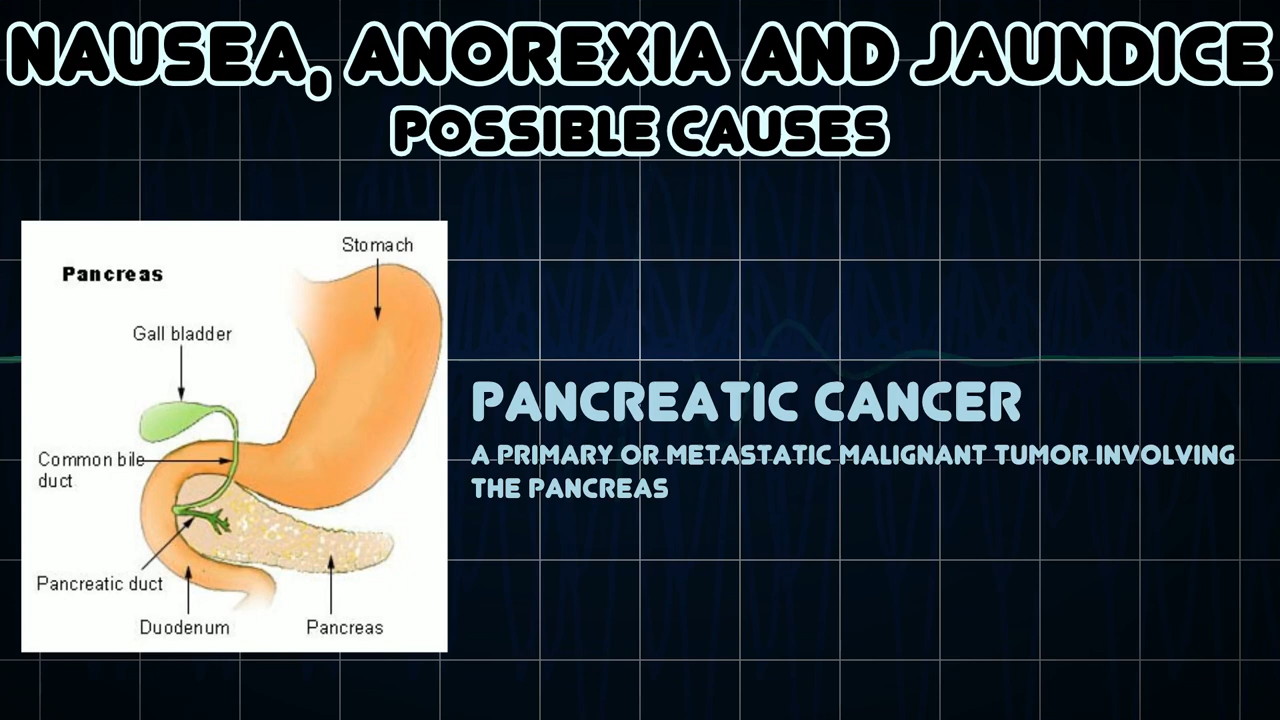 NAUSEA, ANOREXIA AND JAUNDICE
POSSIBLE CAUSES
Stomach
Pancreas
Gall bladder
Common bile
duct
Pancreatic duct
Duodenum
Pancreas
PANCREATIC CANCER
A PRIMARY OR METASTATIC MALIGNANT TUMOR INVOLVING
THE PANCREAS